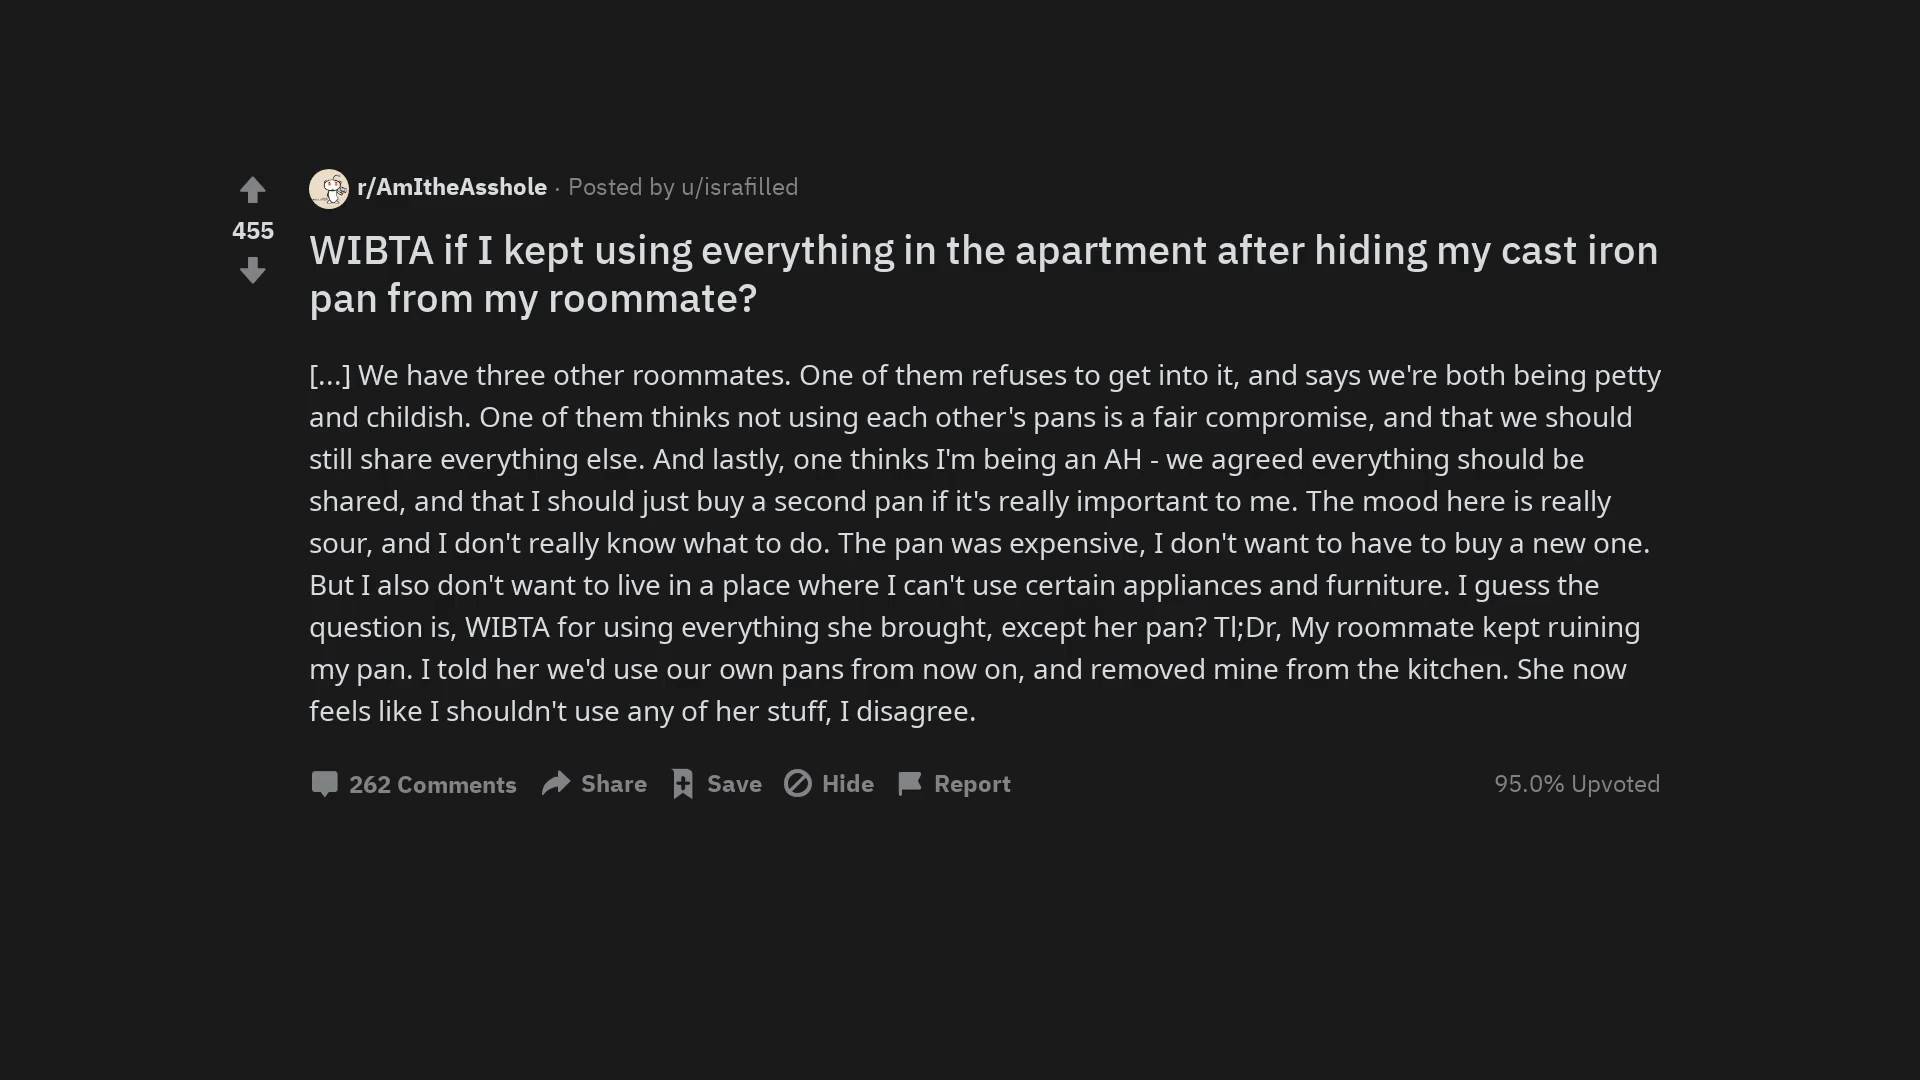 r/AmItheAsshole · Posted by u/israfilled
455
WIBTA if I kept using everything in the apartment after hiding my cast iron
pan from my roommate?
[...] We have three other roommates. One of them refuses to get into it, and says we're both being petty
and childish. One of them thinks not using each other's pans is a fair compromise, and that we should
still share everything else. And lastly, one thinks I'm being an AH - we agreed everything should be
shared, and that I should just buy a second pan if it's really important to me. The mood here is really
sour, and I don't really know what to do. The pan was expensive, I don't want to have to buy a new one.
But I also don't want to live in a place where I can't use certain appliances and furniture. I guess the
question is, WIBTA for using everything she brought, except her pan? Tl;Dr, My roommate kept ruining
my pan. I told her we'd use our own pans from now on, and removed mine from the kitchen. She now
feels like I shouldn't use any of her stuff, I disagree.
262 Comments Share Save Hide Report 95.0% Upvoted